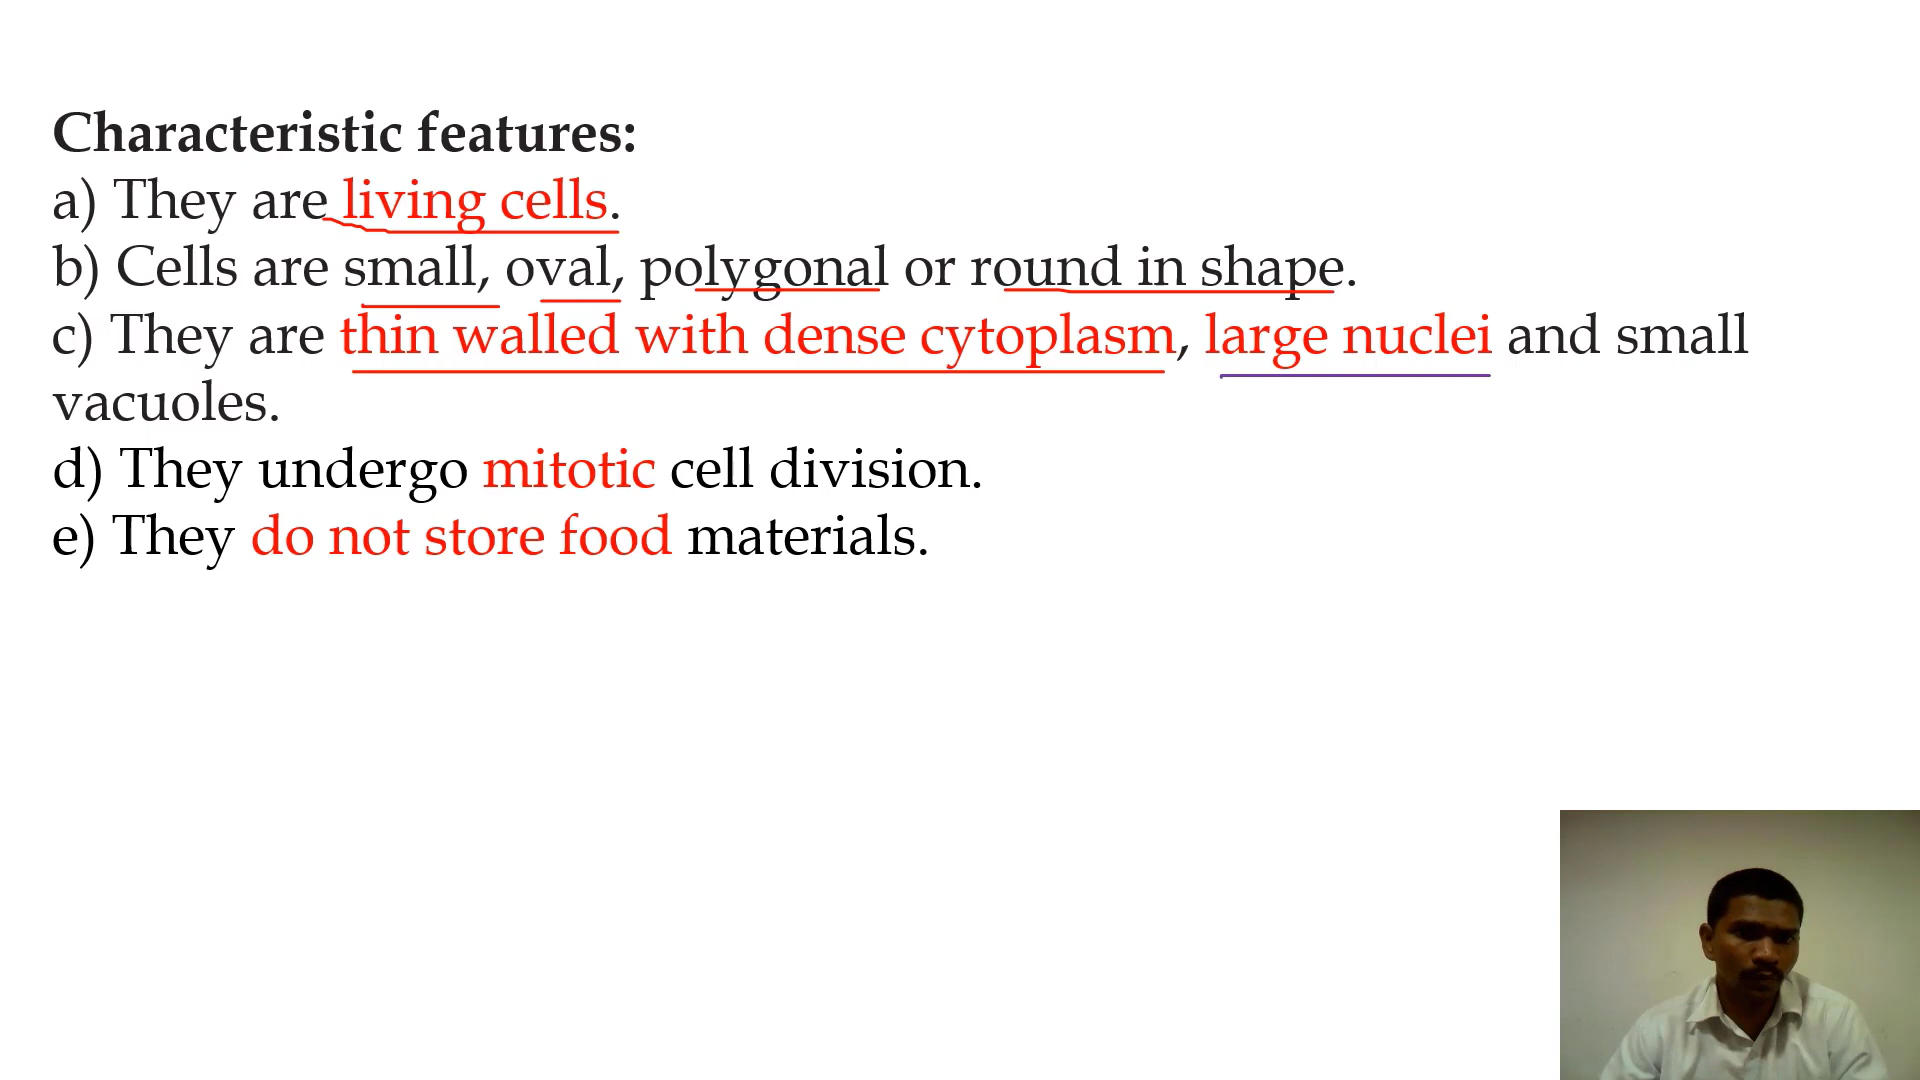 Characteristic features:
a) They are living cells.
b) Cells are small, oval, polygonal or round in shape.
c) They are thin walled with dense cytoplasm, large nuclei and small
vacuoles.
d) They undergo mitotic cell division.
e) They do not store food materials.